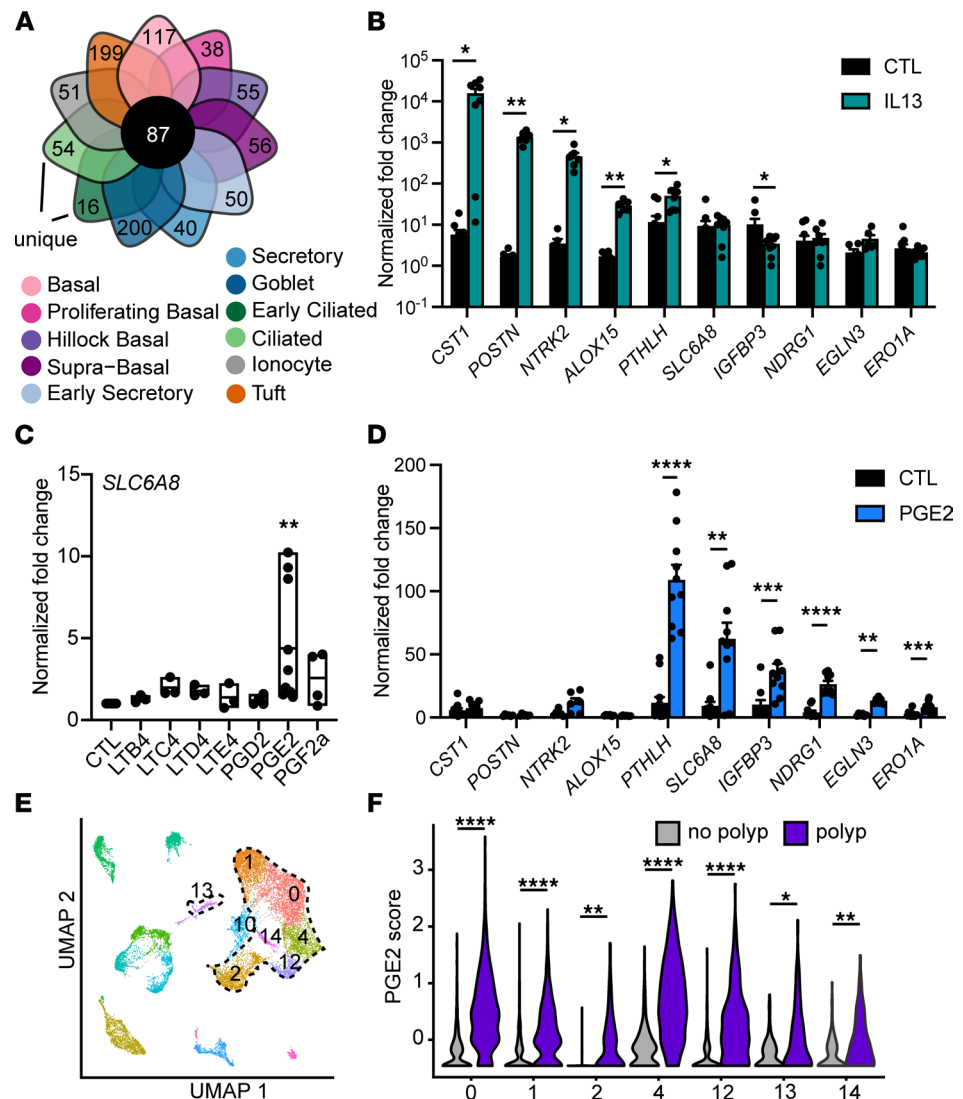 A
117
38
55
56
50
40
200
16
54
51
199
87
unique
Basal
Proliferating Basal
Hillock Basal
Supra-Basal
Early Secretory
Secretory
Goblet
Early Ciliated
Ciliated
Ionocyte
Tuft
B
Normalized fold change
10^5
10^4
10^3
10^2
10^1
10^0
10^-1
* ** * ** * *
CTL
IL13
CST1 POSTN NTRK2 ALOX15 PTHLH SLC6A8 IGFBP3 NDRG1 EGLN3 ERO1A
C
SLC6A8
Normalized fold change
15
10
5
0
**
CTL LTB4 LTC4 LTD4 LTE4 PGD2 PGE2 PGF2a
D
Normalized fold change
200
150
100
50
0
**** ** *** **** ** ***
CTL
PGE2
CST1 POSTN NTRK2 ALOX15 PTHLH SLC6A8 IGFBP3 NDRG1 EGLN3 ERO1A
E
UMAP 2
1
0
13
10
14
4
12
2
UMAP 1
F
no polyp
polyp
PGE2 score
3
2
1
0
**** **** ** **** **** * **
0 1 2 4 12 13 14